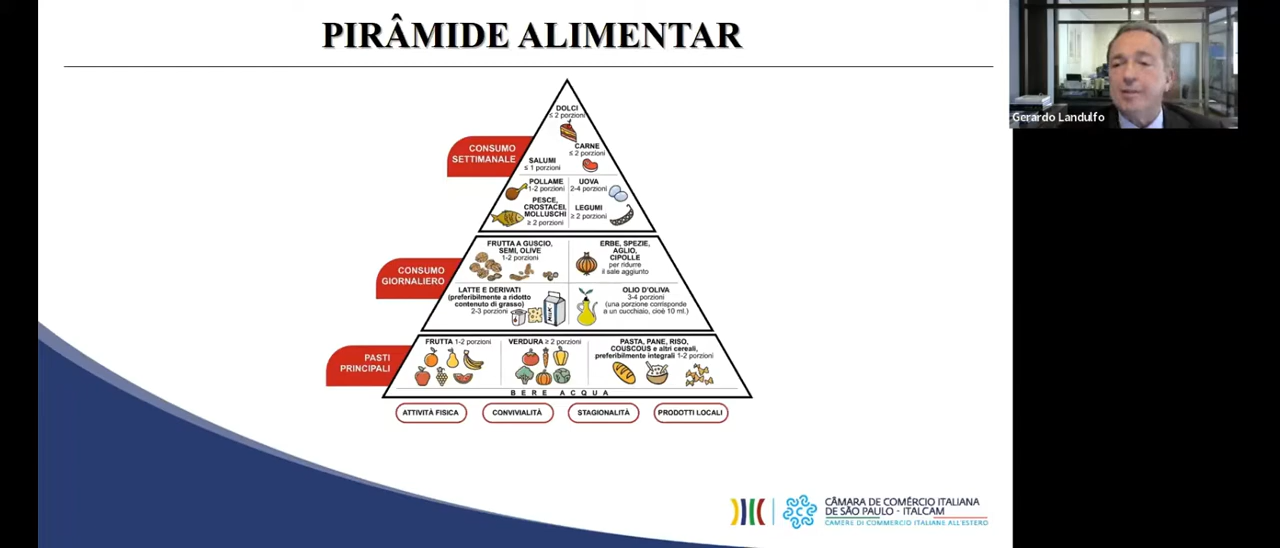 PIRÂMIDE ALIMENTAR
Gerardo Landulfo
DOLCI
≤ 2 porzioni
CONSUMO
SETTIMANALE
CARNE
≤ 2 porzioni
SALUMI
≤ 1 porzioni
POLLAME
1-2 porzioni
UOVA
2-4 porzioni
PESCE,
CROSTACEI,
MOLLUSCHI
≥ 2 porzioni
LEGUMI
≥ 2 porzioni
CONSUMO
GIORNALIERO
FRUTTA A GUSCIO,
SEMI, OLIVE
1-2 porzioni
ERBE, SPEZIE,
AGLIO,
CIPOLLE
per ridurre
il sale aggiunto
LATTE E DERIVATI
(preferibilmente a ridotto
contenuto di grasso)
2-3 porzioni
MILK
OLIO D'OLIVA
3-4 porzioni
(una porzione corrisponde
a un cucchiaio, cioè 10 ml.)
PASTI
PRINCIPALI
FRUTTA 1-2 porzioni
VERDURA ≥ 2 porzioni
PASTA, PANE, RISO,
COUSCOUS e altri cereali,
preferibilmente integrali 1-2 porzioni
BERE ACQUA
ATTIVITÀ FISICA
CONVIVIALITÀ
STAGIONALITÀ
PRODOTTI LOCALI
CÂMARA DE COMÉRCIO ITALIANA
DE SÃO PAULO - ITALCAM
CAMERE DI COMMERCIO ITALIANE ALL'ESTERO